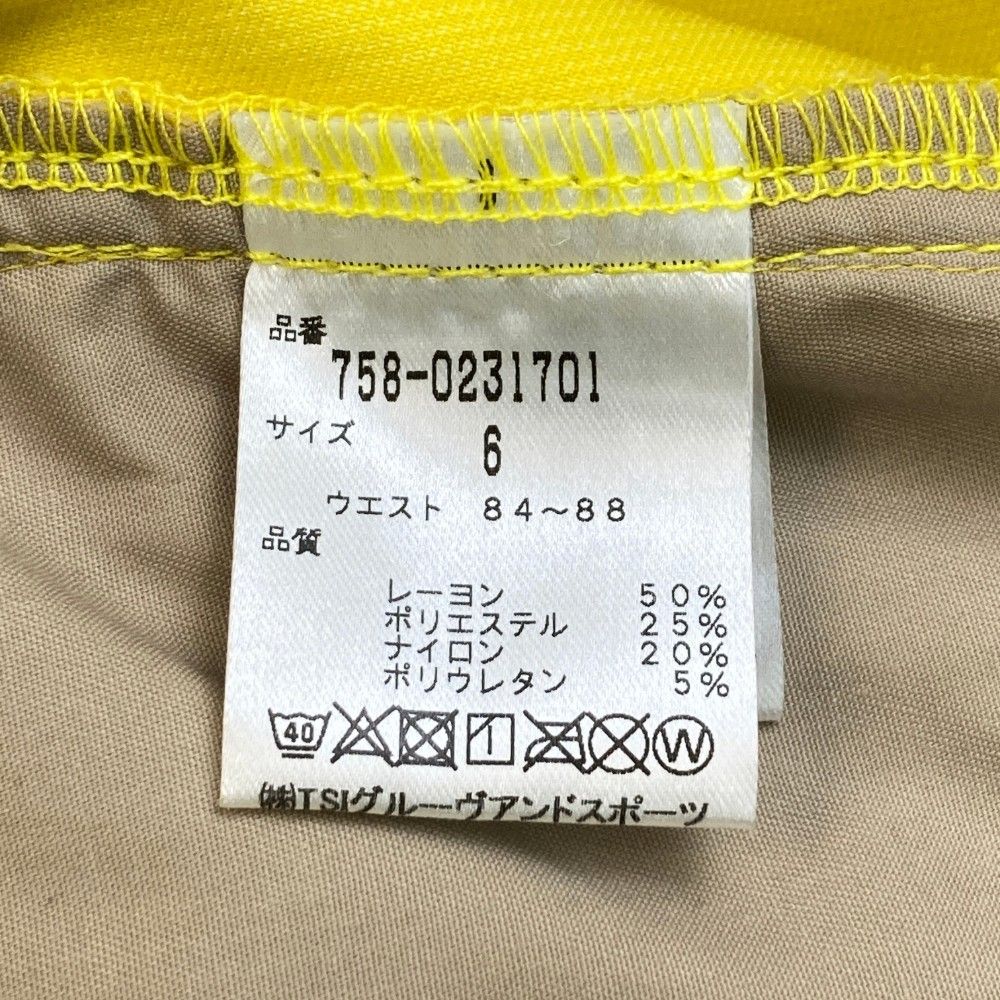 品番
758-0231701
サイズ
6
ウエスト 84～88
品質
レーヨン 50%
ポリエステル 25%
ナイロン 20%
ポリウレタン 5%
40 W
㈱TSIグルーヴアンドスポーツ